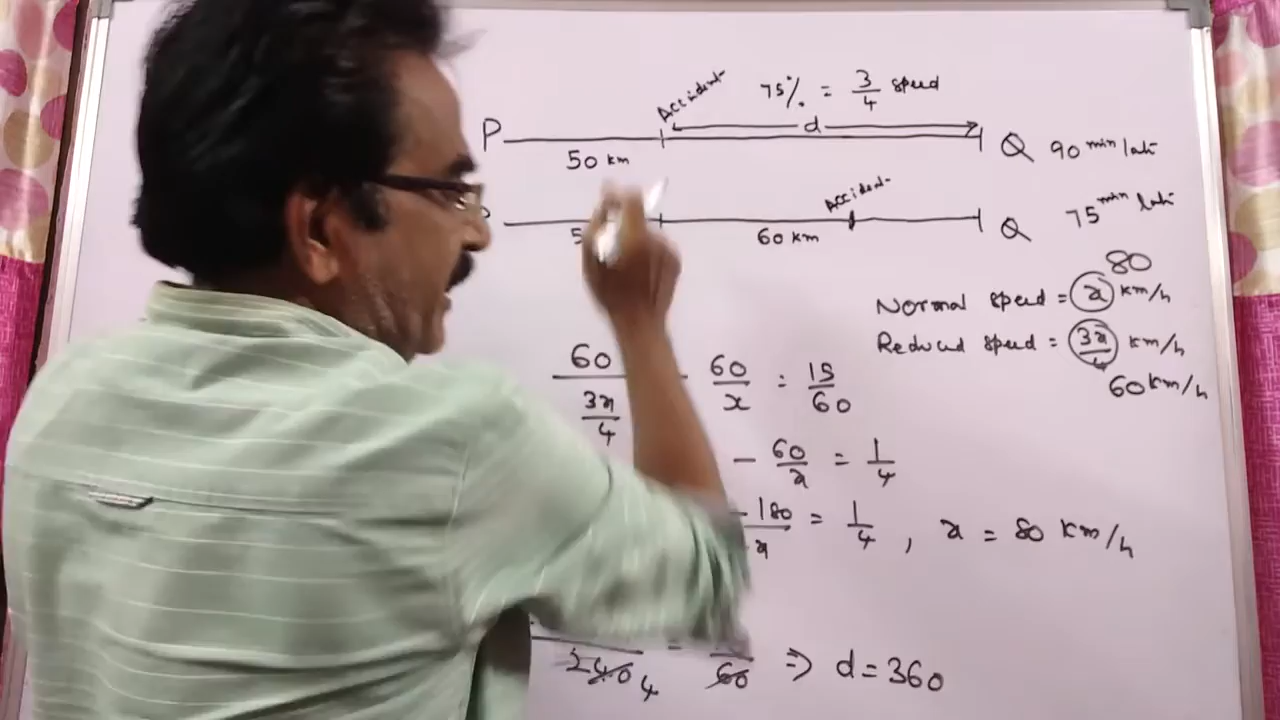 Accident 75% = 3/4 speed
P d Q 90 min late
50 km
Accident
Q 75 min late
60 km
80
Normal speed = x km/h
Reduced speed = 3x/4 km/h
60 km/h
60 / (3x/4) 60/x = 15/60
- 60/x = 1/4
- 180 / x = 1/4 , x = 80 km/h
240 4 = 60 ⇒ d = 360